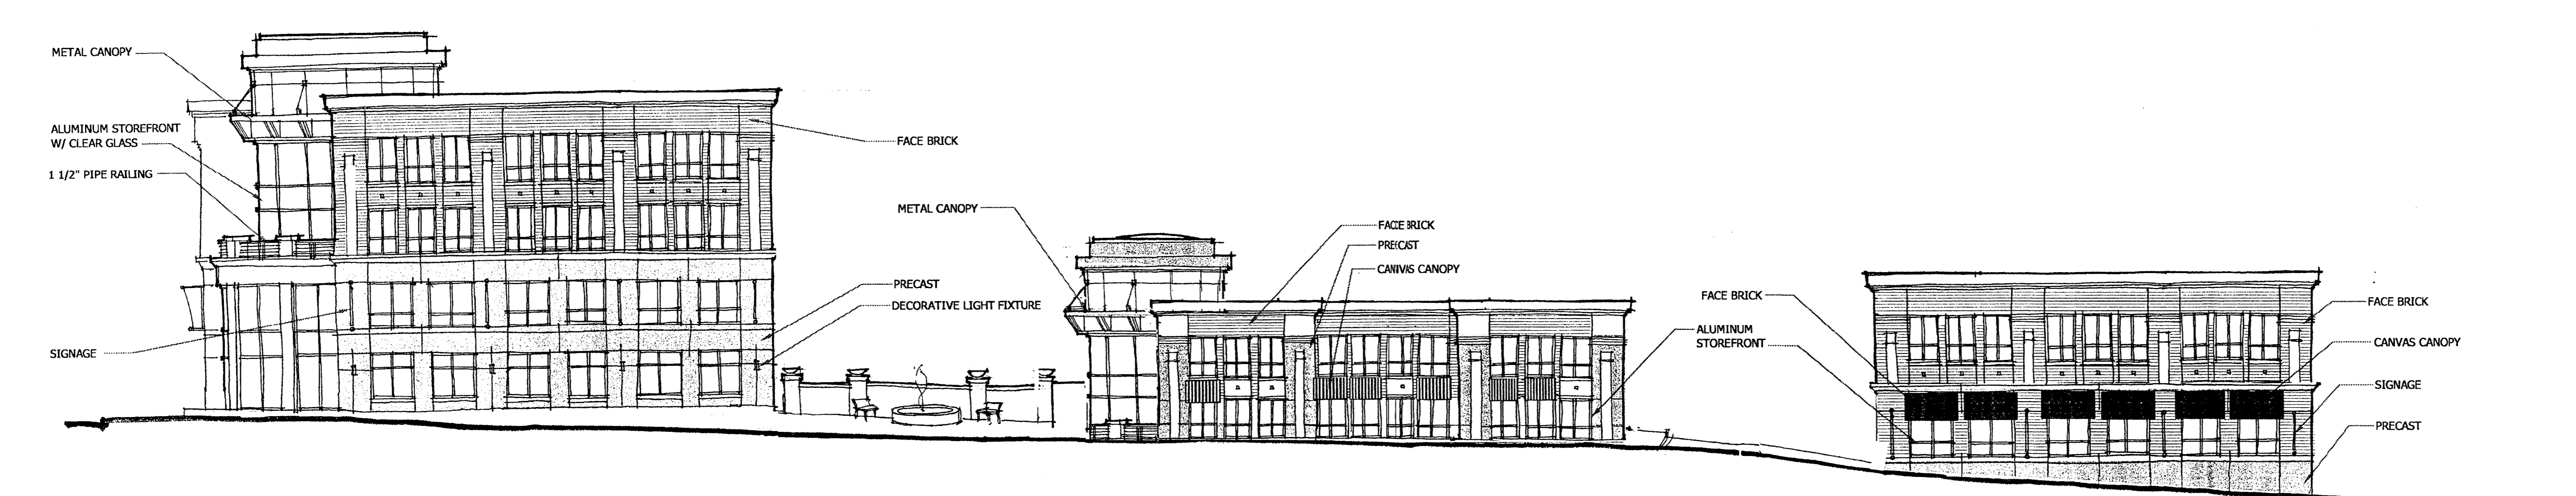 METAL CANOPY
ALUMINUM STOREFRONT
W/ CLEAR GLASS
1 1/2" PIPE RAILING
SIGNAGE
FACE BRICK
PRECAST
DECORATIVE LIGHT FIXTURE
METAL CANOPY
FACE BRICK
PRECAST
CANVAS CANOPY
ALUMINUM
STOREFRONT
FACE BRICK
FACE BRICK
CANVAS CANOPY
SIGNAGE
PRECAST